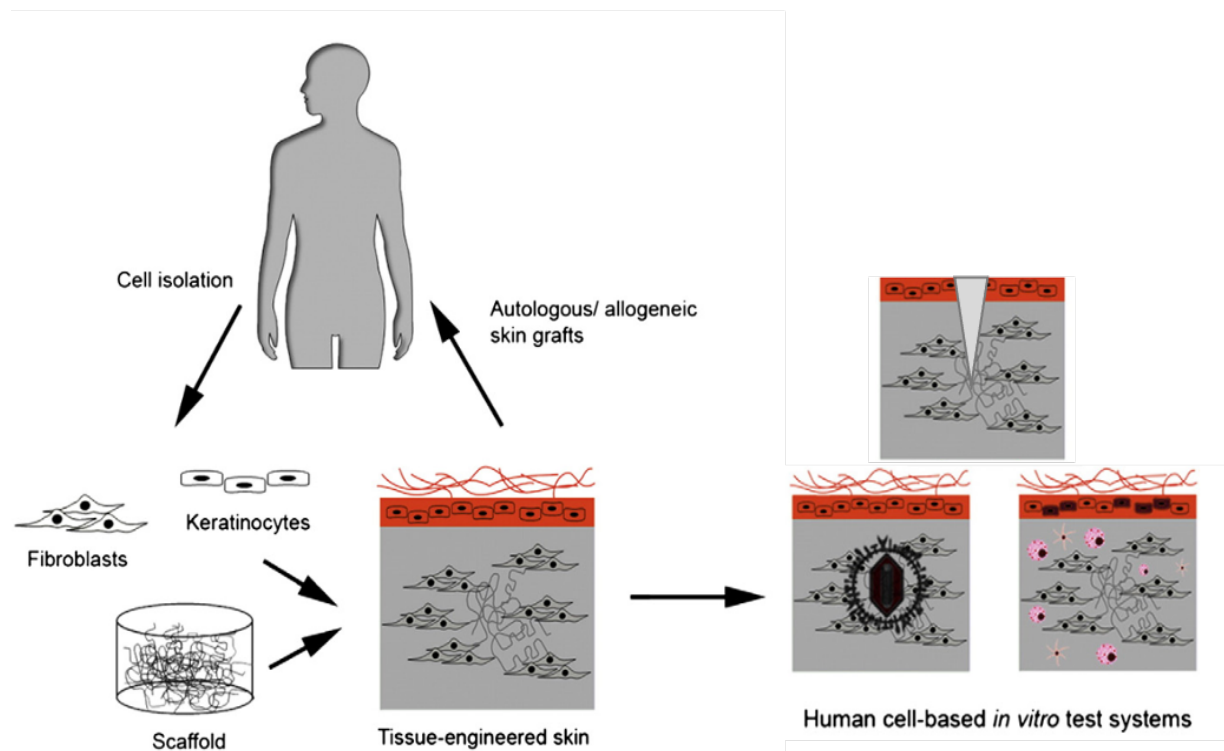 Cell isolation
Autologous/ allogeneic
skin grafts
Keratinocytes
Fibroblasts
Scaffold
Tissue-engineered skin
Human cell-based in vitro test systems